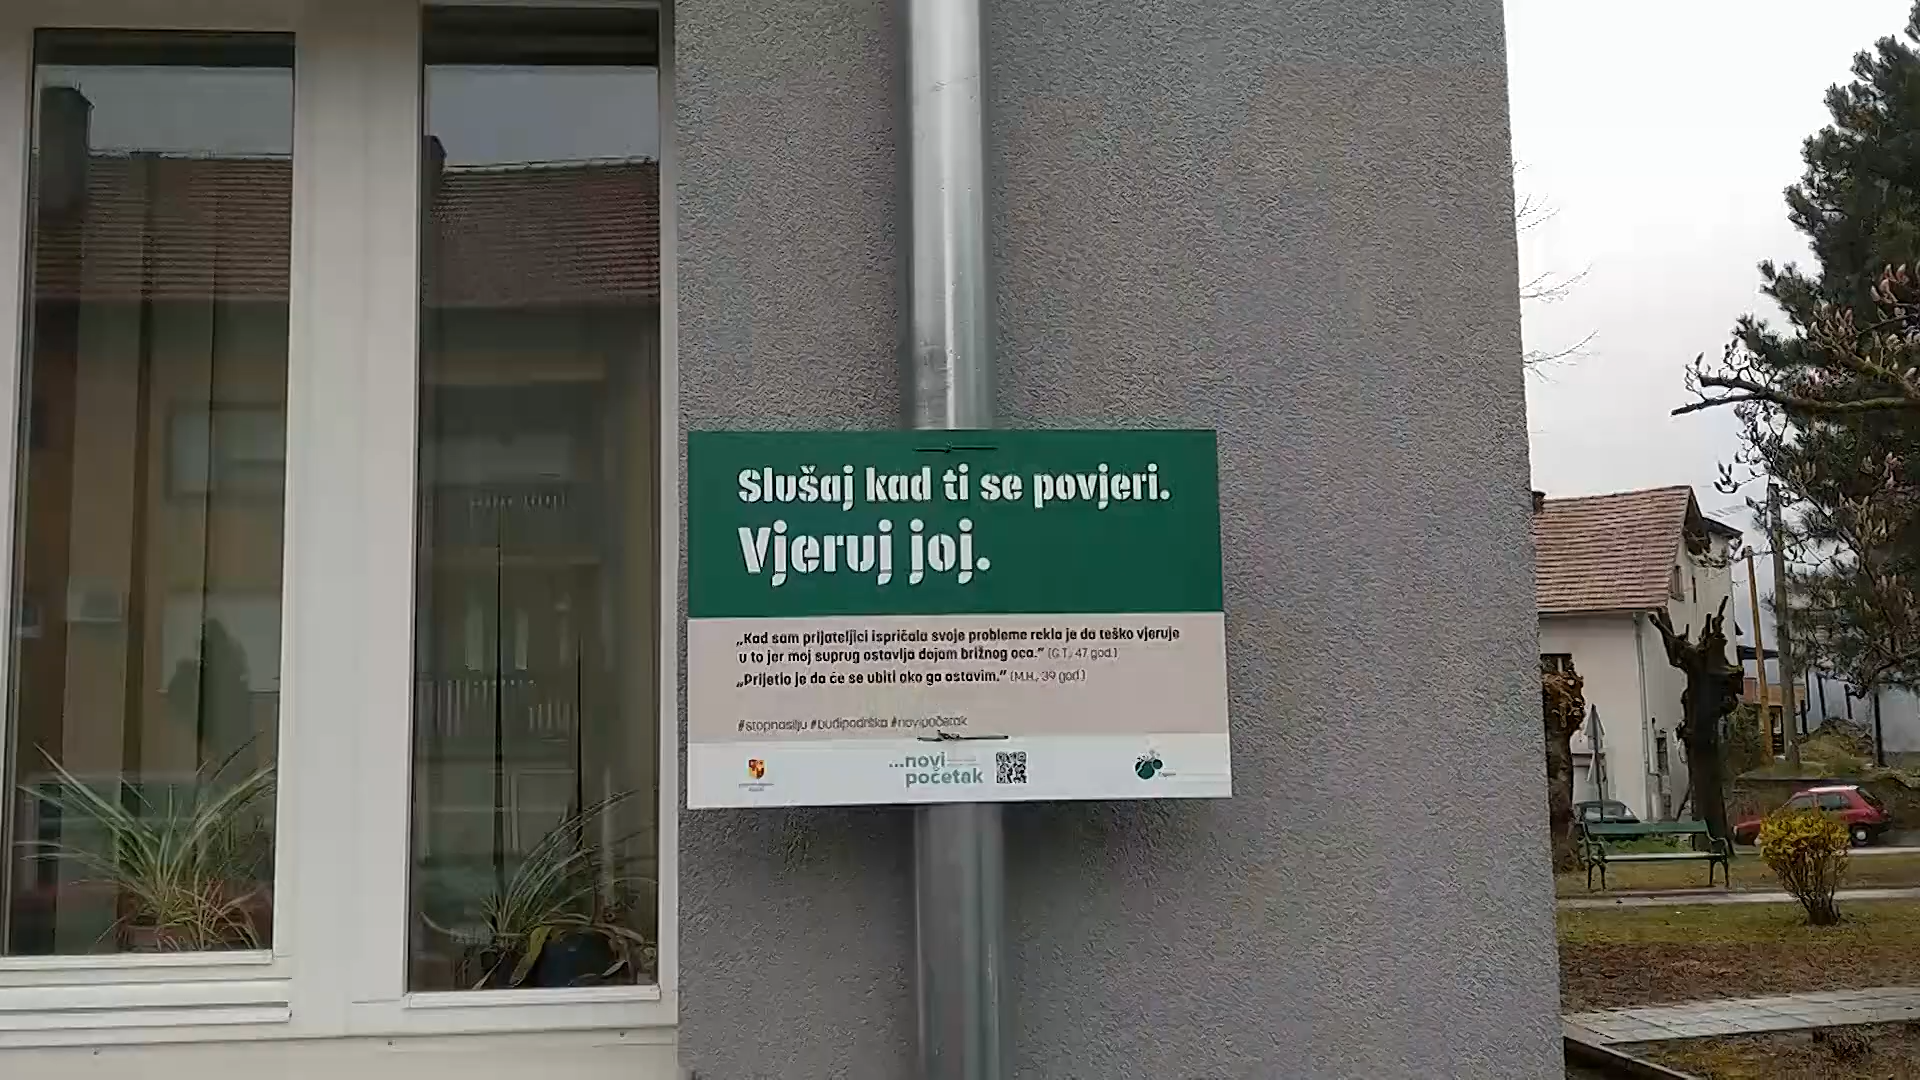 Slušaj kad ti se povjeri.
Vjeruj joj.
„Kad sam prijateljici ispričala svoje probleme rekla je da teško vjeruje
u to jer moj suprug ostavlja dojam brižnog oca.” (G.T., 47 god.)
„Prijetio je da će se ubiti ako ga ostavim.” (M.H., 39 god.)
#stopnasilju #budipodrška #novipočetak
...novi
početak